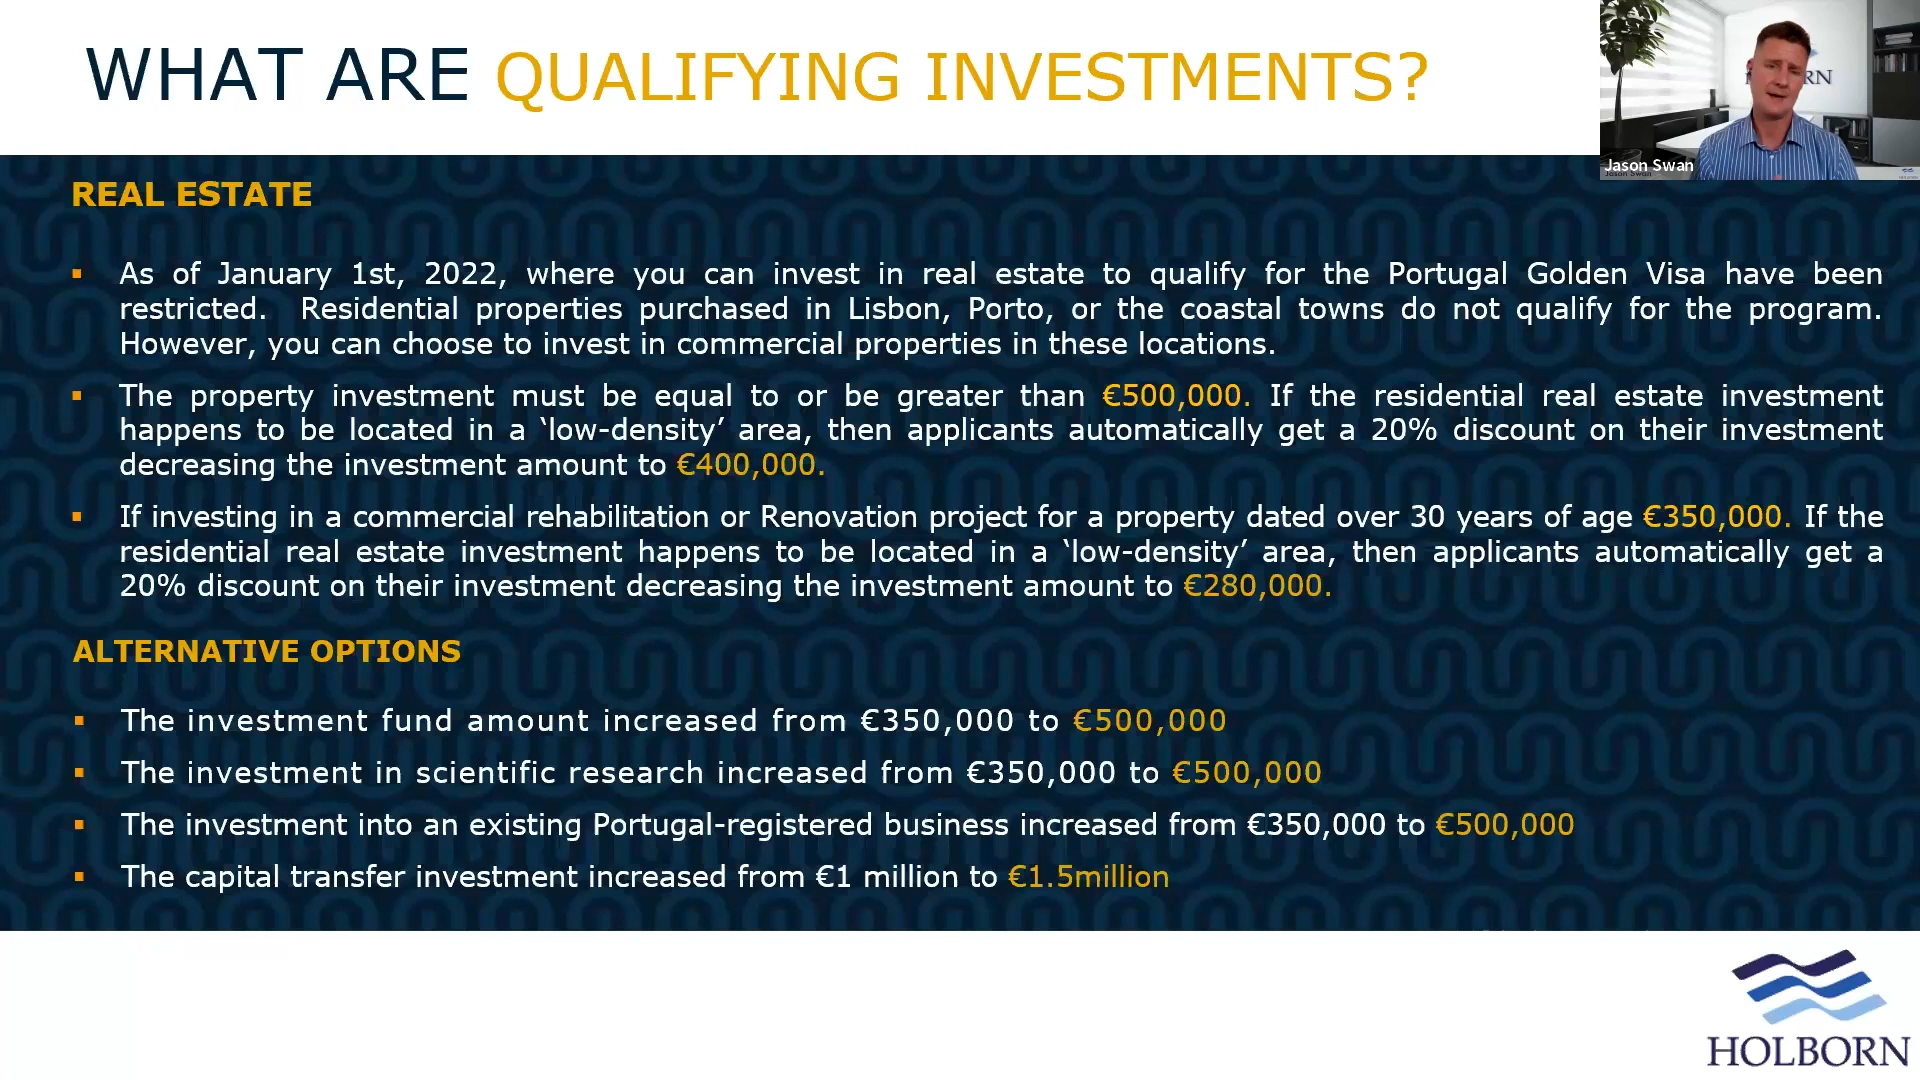 WHAT ARE QUALIFYING INVESTMENTS?
RN
Jason Swan
REAL ESTATE
▪ As of January 1st, 2022, where you can invest in real estate to qualify for the Portugal Golden Visa have been
restricted. Residential properties purchased in Lisbon, Porto, or the coastal towns do not qualify for the program.
However, you can choose to invest in commercial properties in these locations.
▪ The property investment must be equal to or be greater than €500,000. If the residential real estate investment
happens to be located in a ‘low-density’ area, then applicants automatically get a 20% discount on their investment
decreasing the investment amount to €400,000.
▪ If investing in a commercial rehabilitation or Renovation project for a property dated over 30 years of age €350,000. If the
residential real estate investment happens to be located in a ‘low-density’ area, then applicants automatically get a
20% discount on their investment decreasing the investment amount to €280,000.
ALTERNATIVE OPTIONS
▪ The investment fund amount increased from €350,000 to €500,000
▪ The investment in scientific research increased from €350,000 to €500,000
▪ The investment into an existing Portugal-registered business increased from €350,000 to €500,000
▪ The capital transfer investment increased from €1 million to €1.5million
HOLBORN